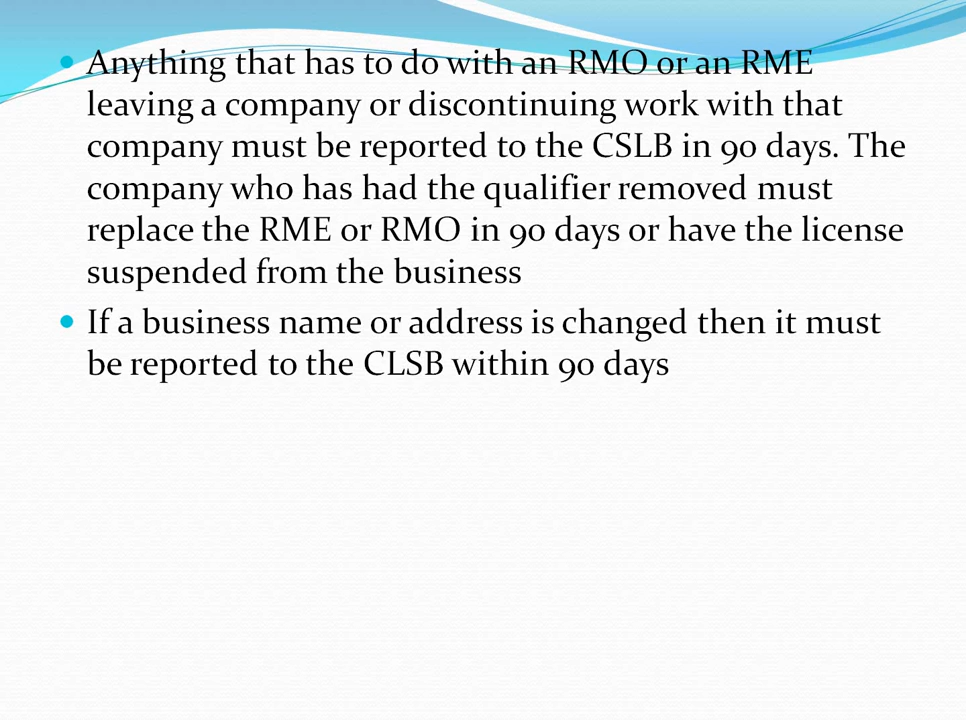 Anything that has to do with an RMO or an RME
leaving a company or discontinuing work with that
company must be reported to the CSLB in 90 days. The
company who has had the qualifier removed must
replace the RME or RMO in 90 days or have the license
suspended from the business
If a business name or address is changed then it must
be reported to the CLSB within 90 days